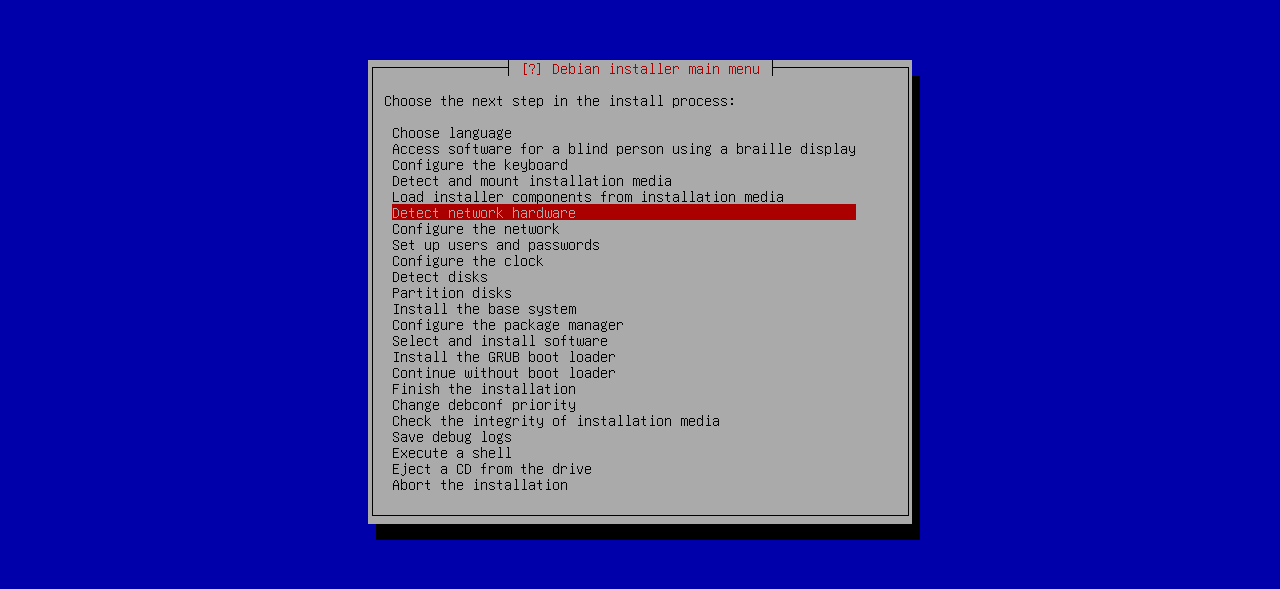 [?] Debian installer main menu
Choose the next step in the install process:
Choose language
Access software for a blind person using a braille display
Configure the keyboard
Detect and mount installation media
Load installer components from installation media
Detect network hardware
Configure the network
Set up users and passwords
Configure the clock
Detect disks
Partition disks
Install the base system
Configure the package manager
Select and install software
Install the GRUB boot loader
Continue without boot loader
Finish the installation
Change debconf priority
Check the integrity of installation media
Save debug logs
Execute a shell
Eject a CD from the drive
Abort the installation